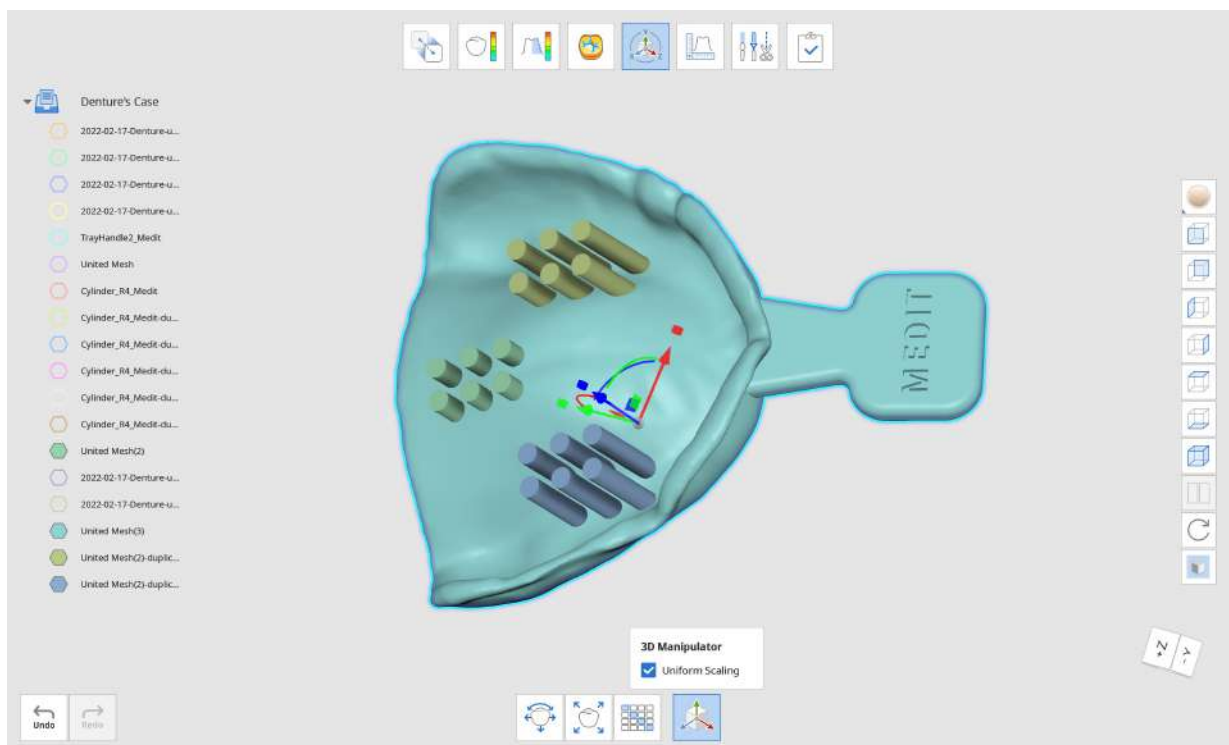 Denture's Case
2022-02-17-Denture-u...
2022-02-17-Denture-u...
2022-02-17-Denture-u...
2022-02-17-Denture-u...
TrayHandle2_Medit
United Mesh
Cylinder_R4_Medit
Cylinder_R4_Medit-du...
Cylinder_R4_Medit-du...
Cylinder_R4_Medit-du...
Cylinder_R4_Medit-du...
Cylinder_R4_Medit-du...
United Mesh(2)
2022-02-17-Denture-u...
2022-02-17-Denture-u...
United Mesh(3)
United Mesh(2)-duplic...
United Mesh(2)-duplic...
MEDIT
3D Manipulator
Uniform Scaling
+Z
-Y
Undo
Redo